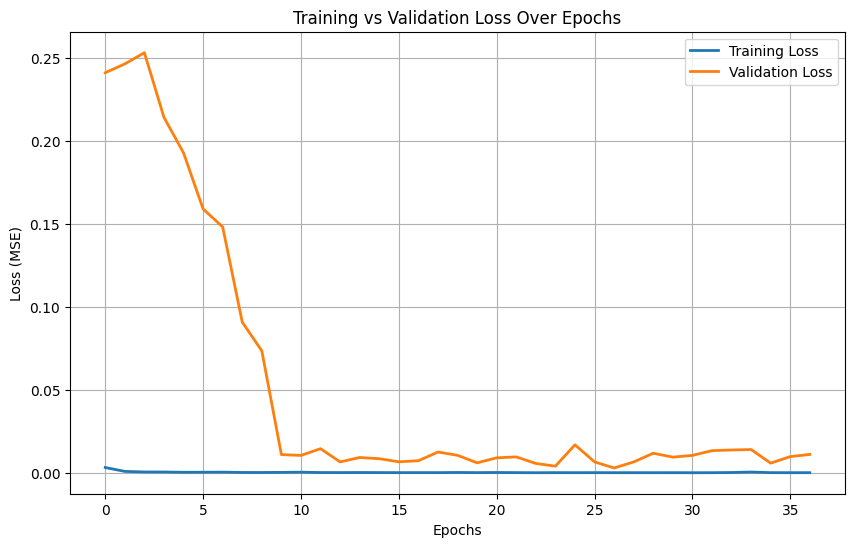 Training vs Validation Loss Over Epochs
Training Loss
Validation Loss
Loss (MSE)
0.25
0.20
0.15
0.10
0.05
0.00
0 5 10 15 20 25 30 35
Epochs